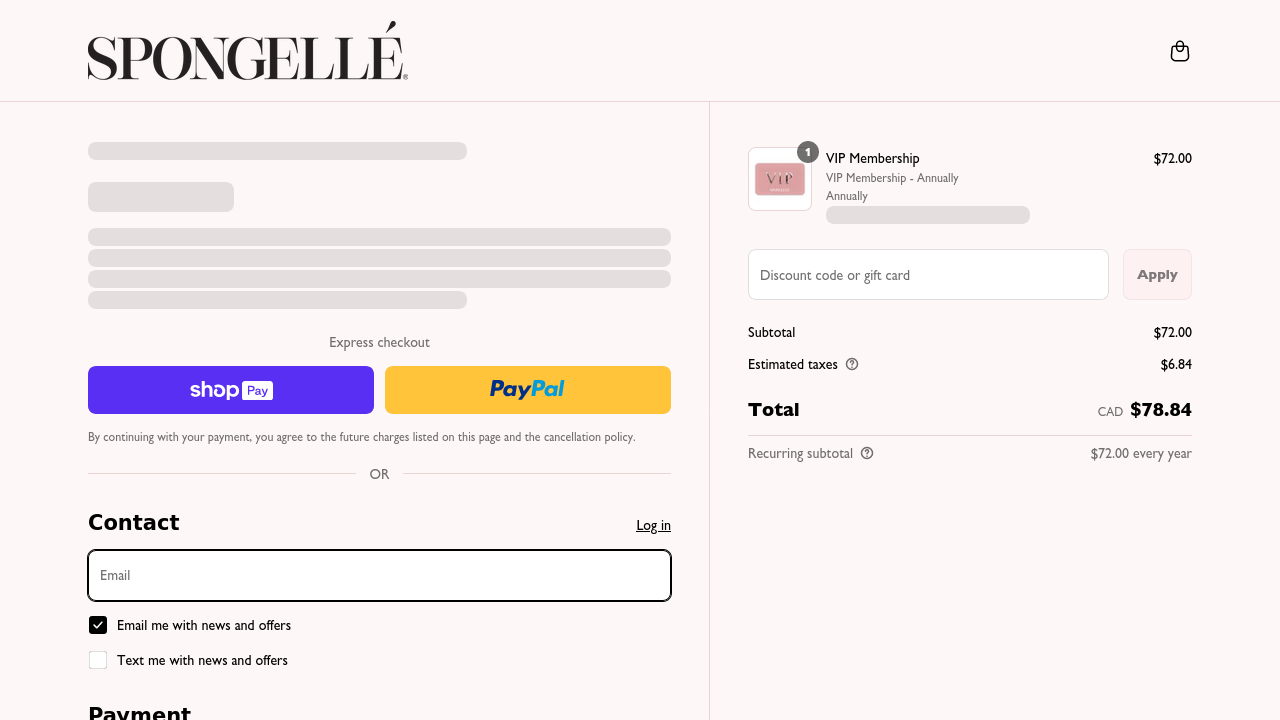 SPONGELLÉ®
Express checkout
shop Pay
PayPal
By continuing with your payment, you agree to the future charges listed on this page and the cancellation policy.
OR
Contact
Log in
Email
Email me with news and offers
Text me with news and offers
Payment
1
VIP
VIP Membership
$72.00
VIP Membership - Annually
Annually
Discount code or gift card
Apply
Subtotal
$72.00
Estimated taxes
$6.84
Total
CAD $78.84
Recurring subtotal
$72.00 every year